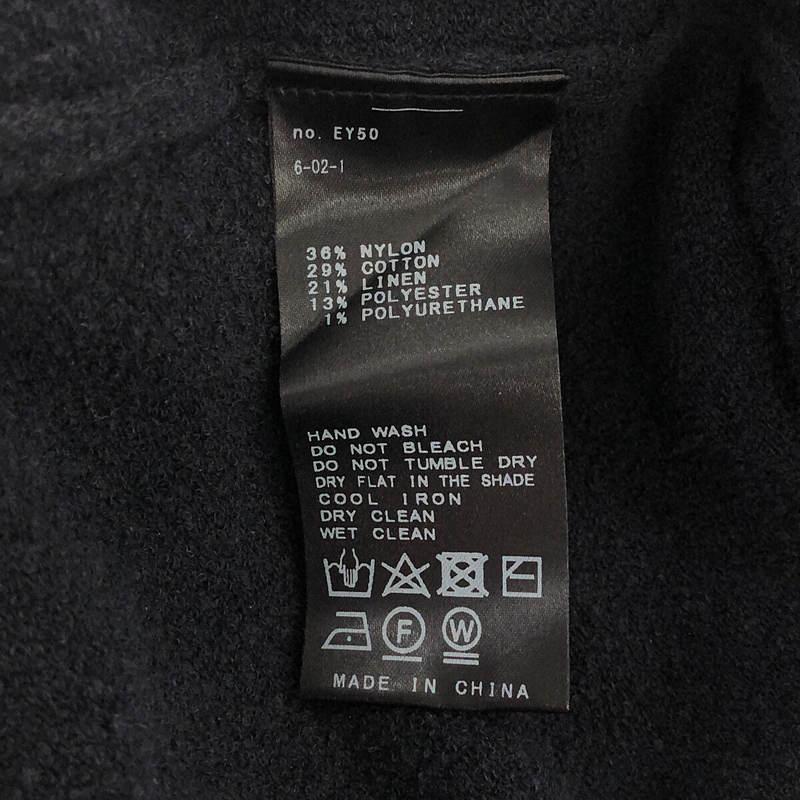 no. EY50
6-02-1
36% NYLON
29% COTTON
21% LINEN
13% POLYESTER
1% POLYURETHANE
HAND WASH
DO NOT BLEACH
DO NOT TUMBLE DRY
DRY FLAT IN THE SHADE
COOL IRON
DRY CLEAN
WET CLEAN
F W
MADE IN CHINA